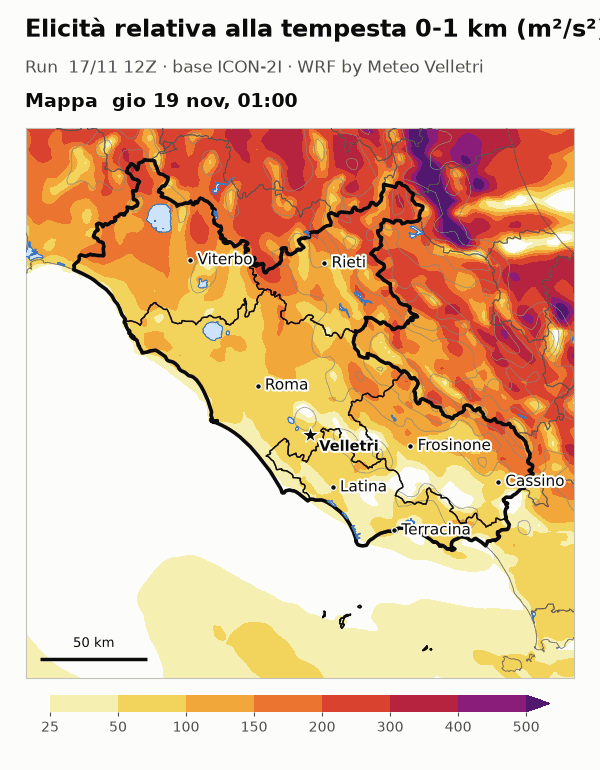 Elicità relativa alla tempesta 0-1 km (m²/s²)
Run  17/11 12Z · base ICON-2I · WRF by Meteo Velletri
Mappa  gio 19 nov, 01:00
Viterbo
Rieti
Roma
Velletri
Frosinone
Cassino
Latina
Terracina
50 km
25 50 100 150 200 300 400 500